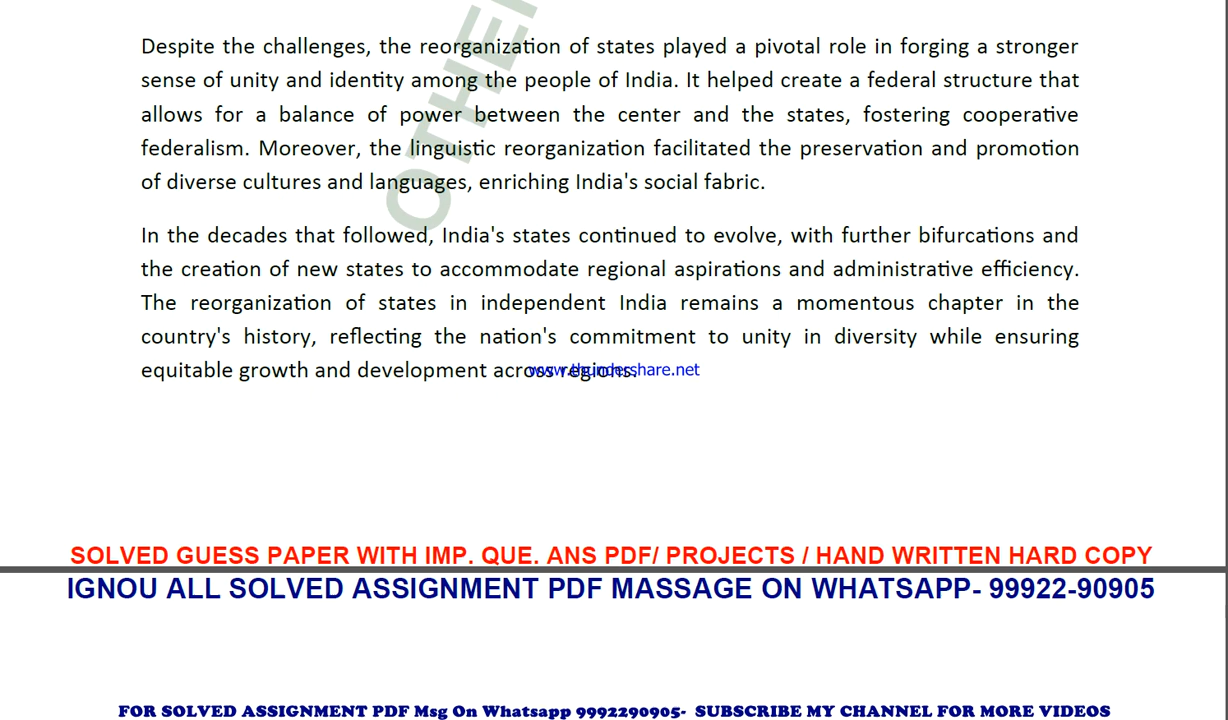 Despite the challenges, the reorganization of states played a pivotal role in forging a stronger
sense of unity and identity among the people of India. It helped create a federal structure that
allows for a balance of power between the center and the states, fostering cooperative
federalism. Moreover, the linguistic reorganization facilitated the preservation and promotion
of diverse cultures and languages, enriching India's social fabric.
In the decades that followed, India's states continued to evolve, with further bifurcations and
the creation of new states to accommodate regional aspirations and administrative efficiency.
The reorganization of states in independent India remains a momentous chapter in the
country's history, reflecting the nation's commitment to unity in diversity while ensuring
equitable growth and development across regions.
www.thundershare.net
SOLVED GUESS PAPER WITH IMP. QUE. ANS PDF/ PROJECTS / HAND WRITTEN HARD COPY
IGNOU ALL SOLVED ASSIGNMENT PDF MASSAGE ON WHATSAPP- 99922-90905
FOR SOLVED ASSIGNMENT PDF Msg On Whatsapp 9992290905- SUBSCRIBE MY CHANNEL FOR MORE VIDEOS